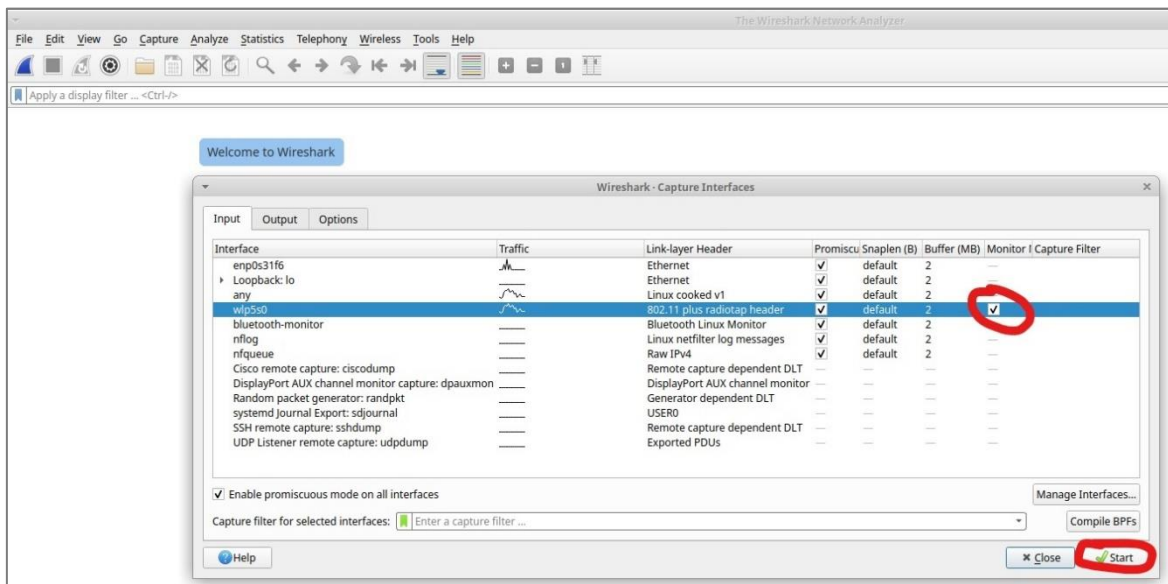 The Wireshark Network Analyzer
File Edit View Go Capture Analyze Statistics Telephony Wireless Tools Help
Apply a display filter ... <Ctrl-/>
Welcome to Wireshark
Wireshark · Capture Interfaces
Input Output Options
Interface Traffic Link-layer Header Promiscu Snaplen (B) Buffer (MB) Monitor I Capture Filter
enp0s31f6 Ethernet default 2 —
Loopback: lo Ethernet default 2 —
any Linux cooked v1 default 2 —
wlp5s0 802.11 plus radiotap header default 2
bluetooth-monitor Bluetooth Linux Monitor default 2 —
nflog Linux netfilter log messages default 2 —
nfqueue Raw IPv4 default 2 —
Cisco remote capture: ciscodump Remote capture dependent DLT — — — —
DisplayPort AUX channel monitor capture: dpauxmon DisplayPort AUX channel monitor — — — —
Random packet generator: randpkt Generator dependent DLT — — — —
systemd Journal Export: sdjournal USER0 — — — —
SSH remote capture: sshdump Remote capture dependent DLT — — — —
UDP Listener remote capture: udpdump Exported PDUs — — — —
Enable promiscuous mode on all interfaces Manage Interfaces...
Capture filter for selected interfaces: Enter a capture filter ... Compile BPFs
Help Close Start